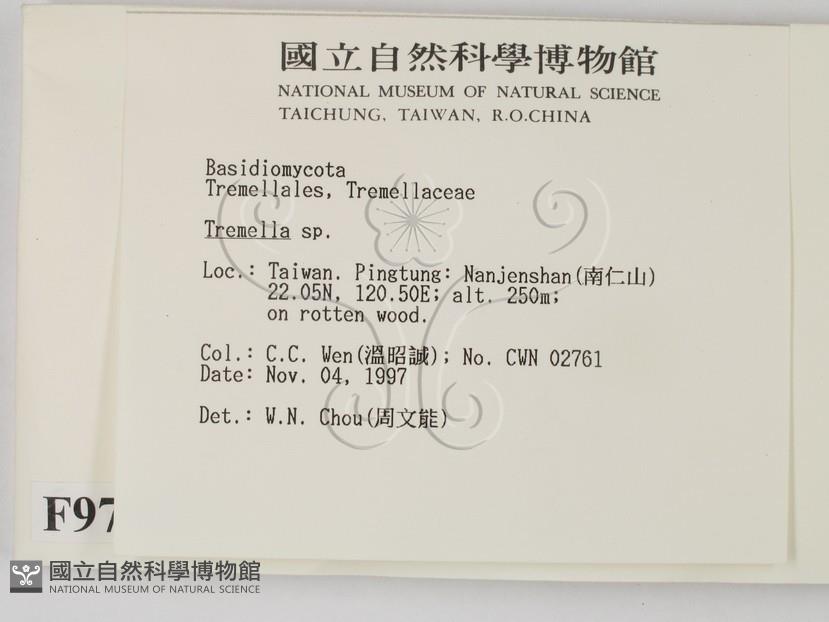 國立自然科學博物館
NATIONAL MUSEUM OF NATURAL SCIENCE
TAICHUNG, TAIWAN, R.O.CHINA
Basidiomycota
Tremellales, Tremellaceae
Tremella sp.
Loc.: Taiwan. Pingtung: Nanjenshan(南仁山)
22.05N, 120.50E; alt. 250m;
on rotten wood.
Col.: C.C. Wen(溫昭誠); No. CWN 02761
Date: Nov. 04, 1997
Det.: W.N. Chou(周文能)
F97
國立自然科學博物館
NATIONAL MUSEUM OF NATURAL SCIENCE